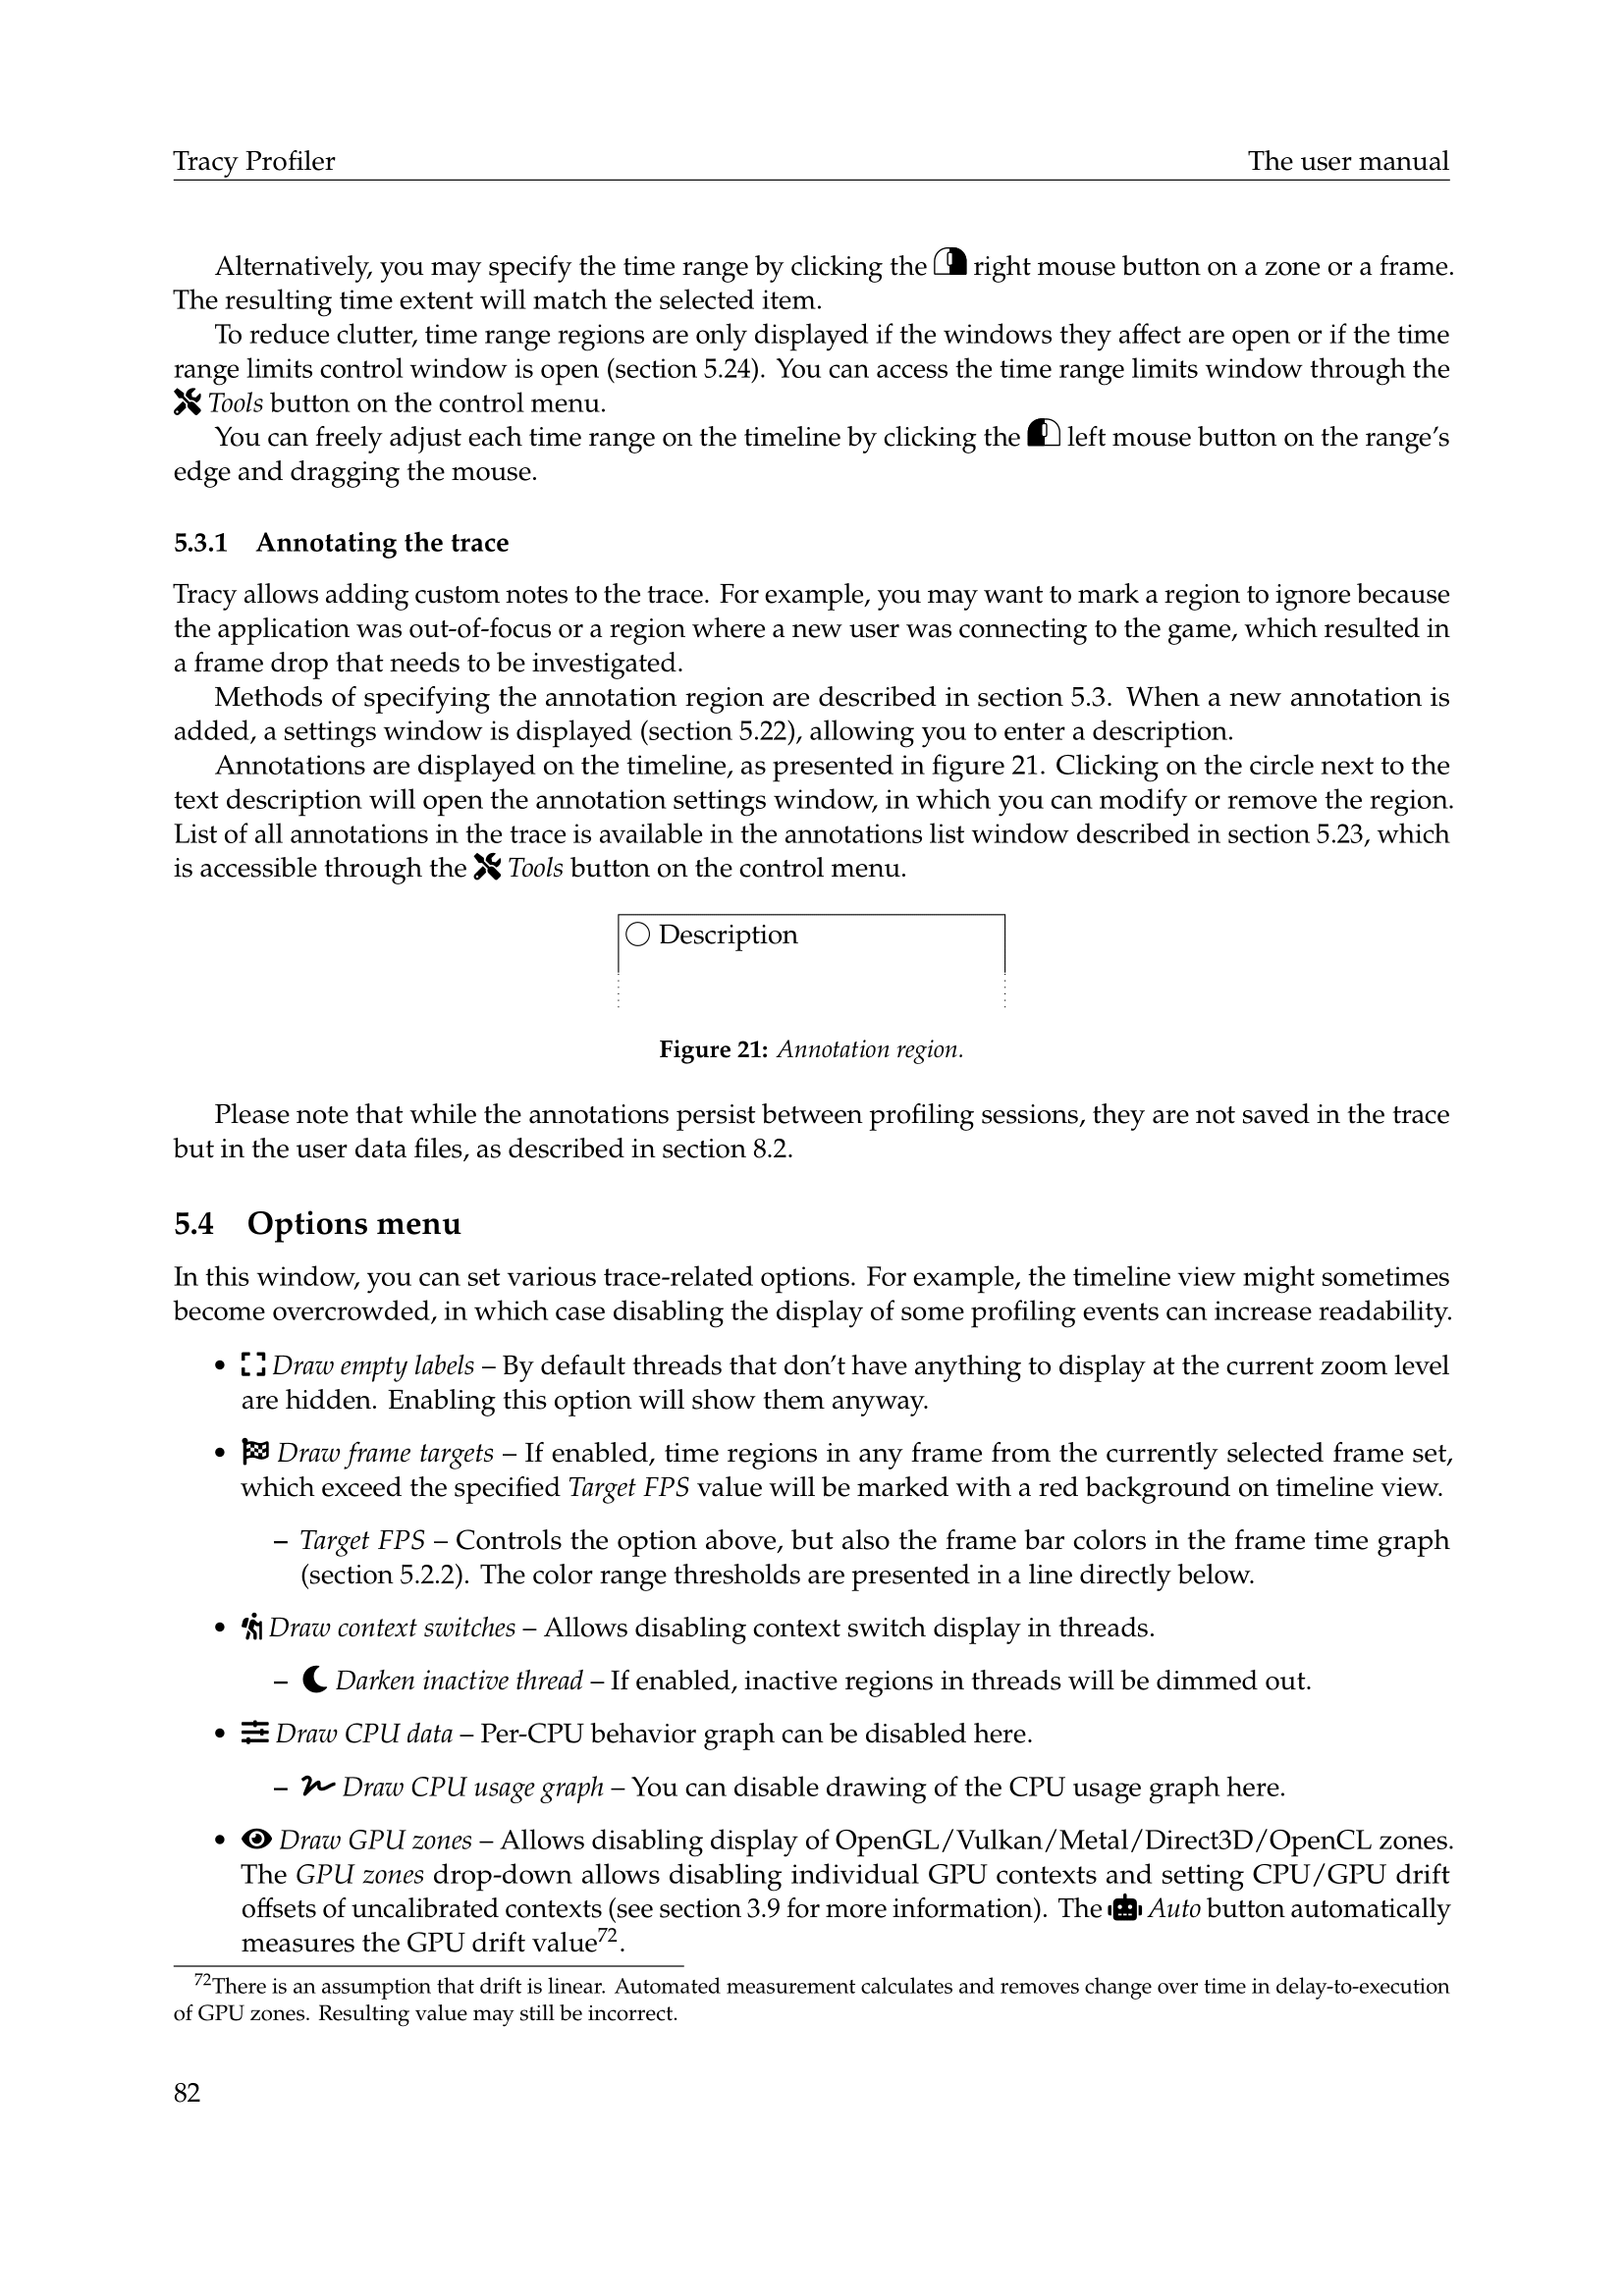 Tracy Profiler The user manual
Alternatively, you may specify the time range by clicking the right mouse button on a zone or a frame.
The resulting time extent will match the selected item.
To reduce clutter, time range regions are only displayed if the windows they affect are open or if the time
range limits control window is open (section 5.24). You can access the time range limits window through the
Tools button on the control menu.
You can freely adjust each time range on the timeline by clicking the left mouse button on the range's
edge and dragging the mouse.
5.3.1 Annotating the trace
Tracy allows adding custom notes to the trace. For example, you may want to mark a region to ignore because
the application was out-of-focus or a region where a new user was connecting to the game, which resulted in
a frame drop that needs to be investigated.
Methods of specifying the annotation region are described in section 5.3. When a new annotation is
added, a settings window is displayed (section 5.22), allowing you to enter a description.
Annotations are displayed on the timeline, as presented in figure 21. Clicking on the circle next to the
text description will open the annotation settings window, in which you can modify or remove the region.
List of all annotations in the trace is available in the annotations list window described in section 5.23, which
is accessible through the Tools button on the control menu.
Description
Figure 21: Annotation region.
Please note that while the annotations persist between profiling sessions, they are not saved in the trace
but in the user data files, as described in section 8.2.
5.4 Options menu
In this window, you can set various trace-related options. For example, the timeline view might sometimes
become overcrowded, in which case disabling the display of some profiling events can increase readability.
• Draw empty labels – By default threads that don't have anything to display at the current zoom level
are hidden. Enabling this option will show them anyway.
• Draw frame targets – If enabled, time regions in any frame from the currently selected frame set,
which exceed the specified Target FPS value will be marked with a red background on timeline view.
– Target FPS – Controls the option above, but also the frame bar colors in the frame time graph
(section 5.2.2). The color range thresholds are presented in a line directly below.
• Draw context switches – Allows disabling context switch display in threads.
– Darken inactive thread – If enabled, inactive regions in threads will be dimmed out.
• Draw CPU data – Per-CPU behavior graph can be disabled here.
– Draw CPU usage graph – You can disable drawing of the CPU usage graph here.
• Draw GPU zones – Allows disabling display of OpenGL/Vulkan/Metal/Direct3D/OpenCL zones.
The GPU zones drop-down allows disabling individual GPU contexts and setting CPU/GPU drift
offsets of uncalibrated contexts (see section 3.9 for more information). The Auto button automatically
measures the GPU drift value72.
72There is an assumption that drift is linear. Automated measurement calculates and removes change over time in delay-to-execution
of GPU zones. Resulting value may still be incorrect.
82